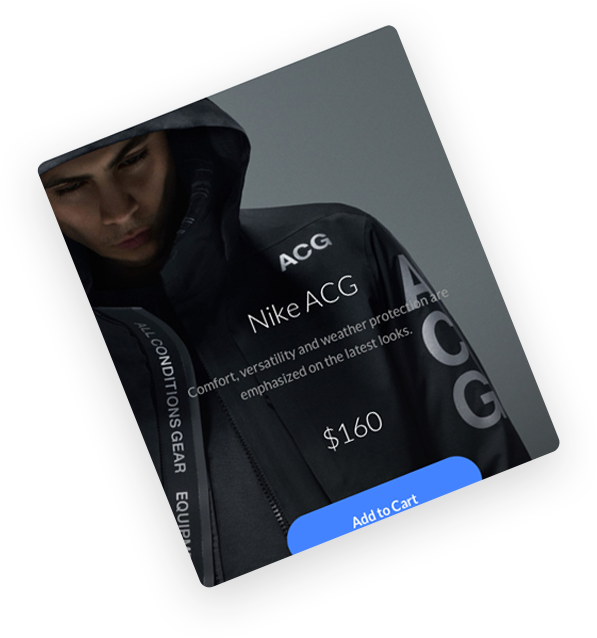 ACG
Nike ACG
Comfort, versatility and weather protection are
emphasized on the latest looks.
$160
Add to Cart
ACG
ALL CONDITIONS GEAR
EQUIPM